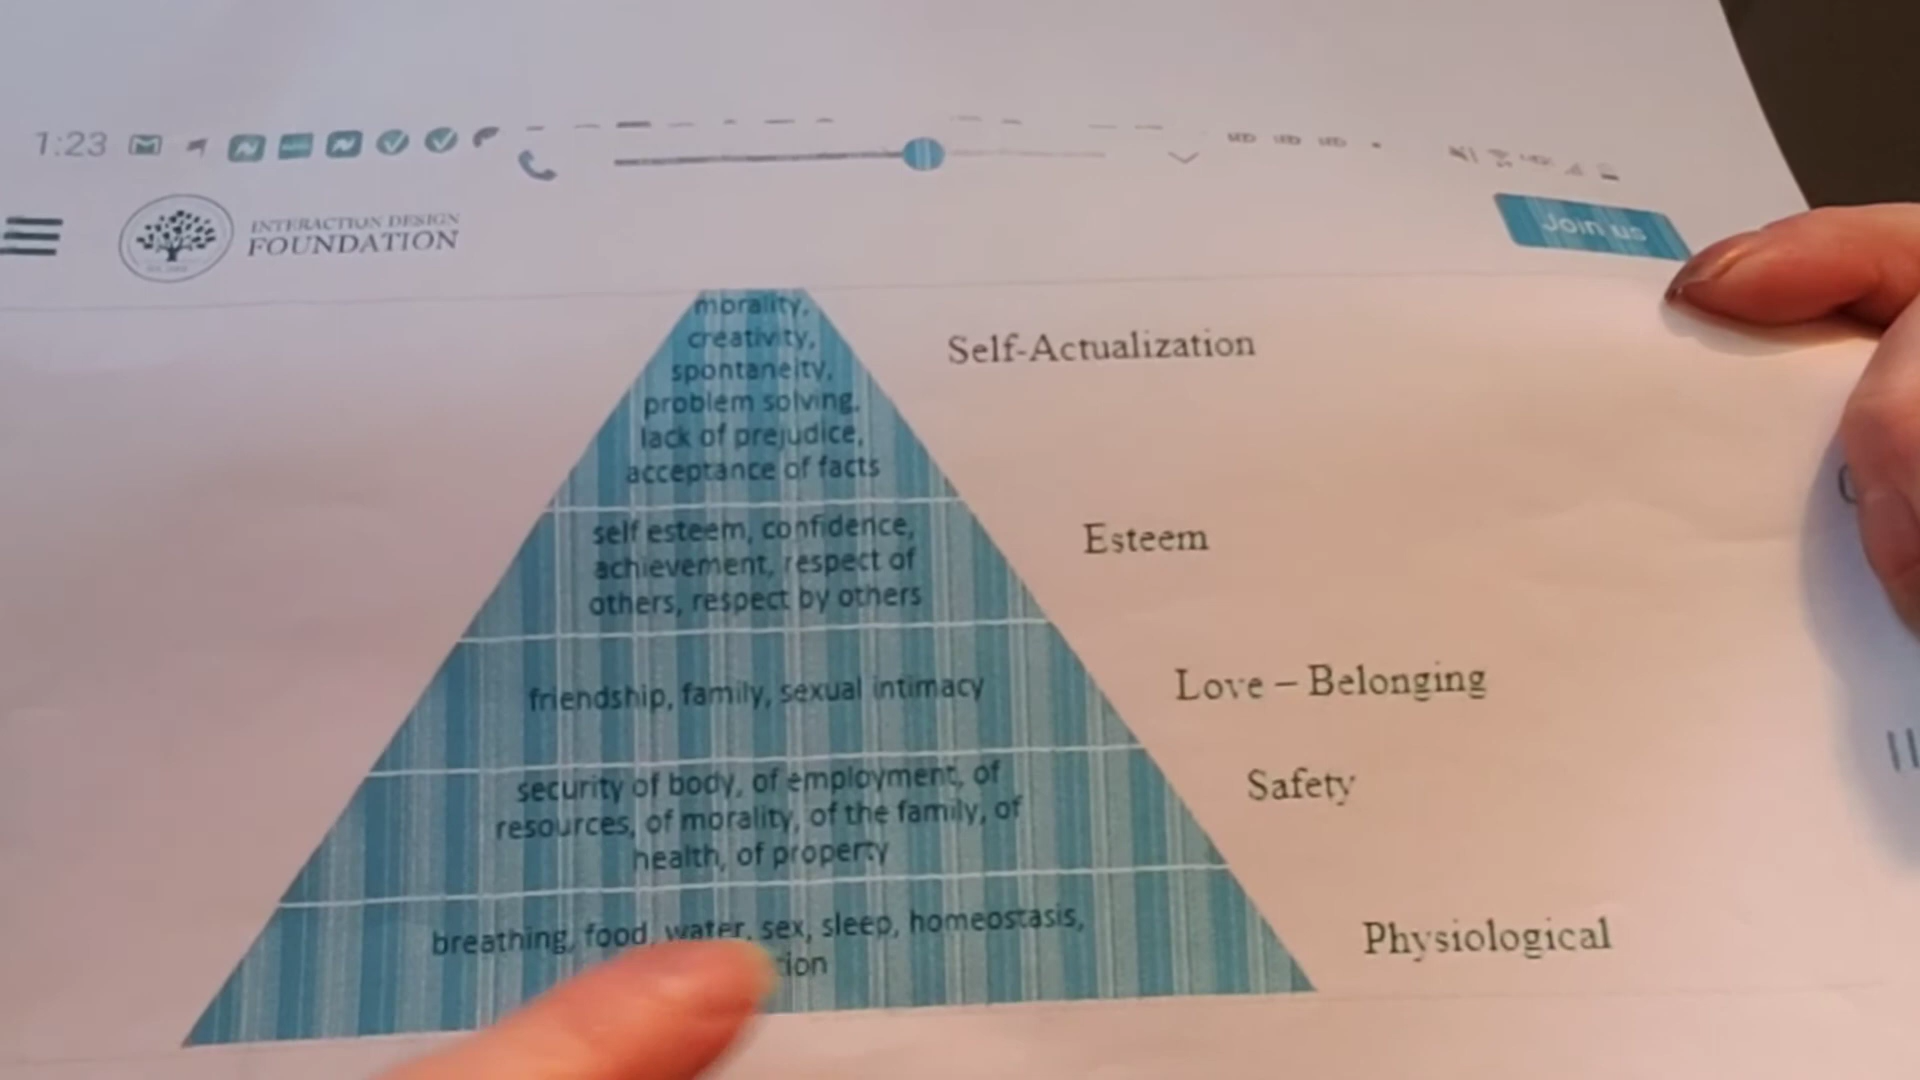 1:23
INTERACTION DESIGN
FOUNDATION
Join us
morality,
creativity,
spontaneity,
problem solving,
lack of prejudice,
acceptance of facts
Self-Actualization
self esteem, confidence,
achievement, respect of
others, respect by others
Esteem
friendship, family, sexual intimacy
Love – Belonging
security of body, of employment, of
resources, of morality, of the family, of
health, of property
Safety
breathing, food, water, sex, sleep, homeostasis,
Physiological